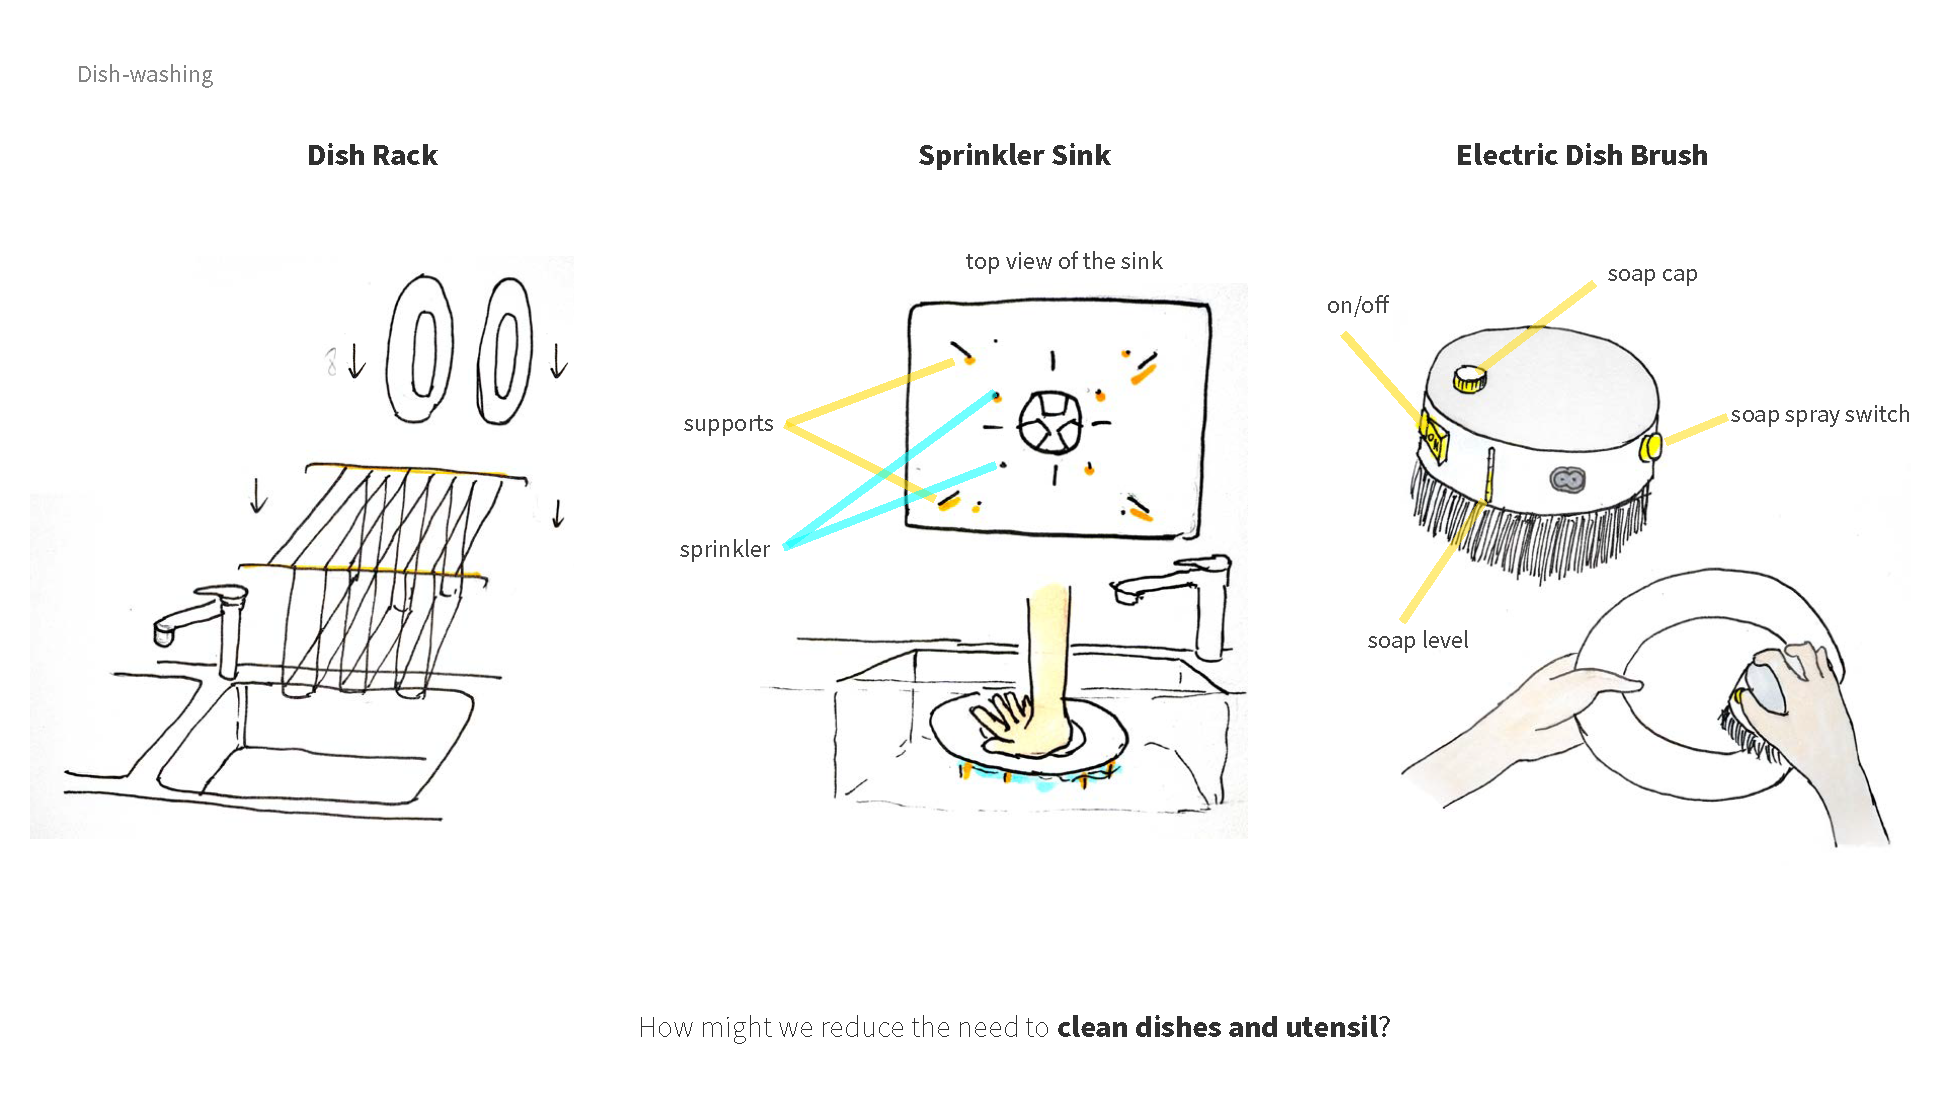 Dish-washing
Dish Rack
Sprinkler Sink
Electric Dish Brush
top view of the sink
supports
sprinkler
soap cap
on/off
soap spray switch
soap level
How might we reduce the need to clean dishes and utensil?